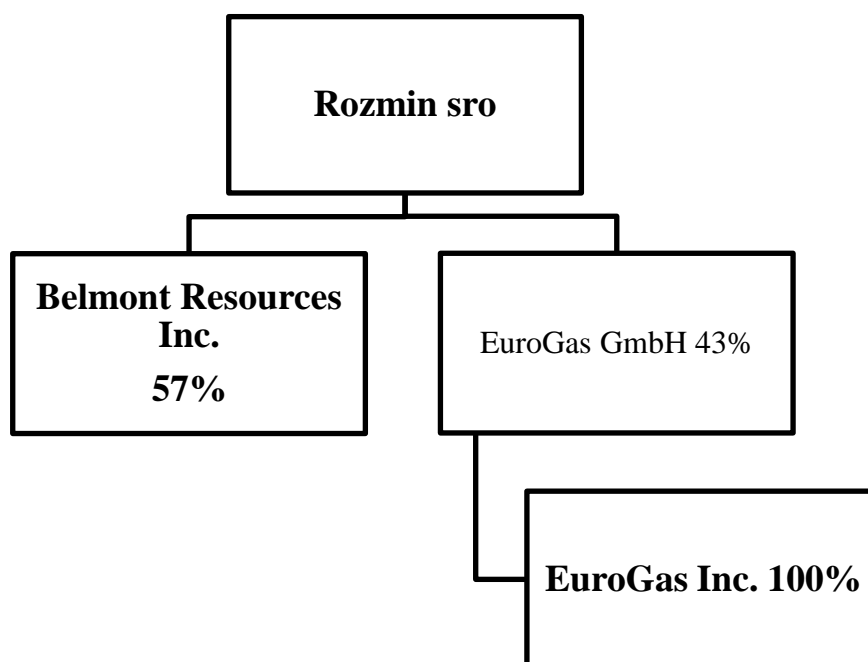 Rozmin sro
Belmont Resources
Inc.
57%
EuroGas GmbH 43%
EuroGas Inc. 100%